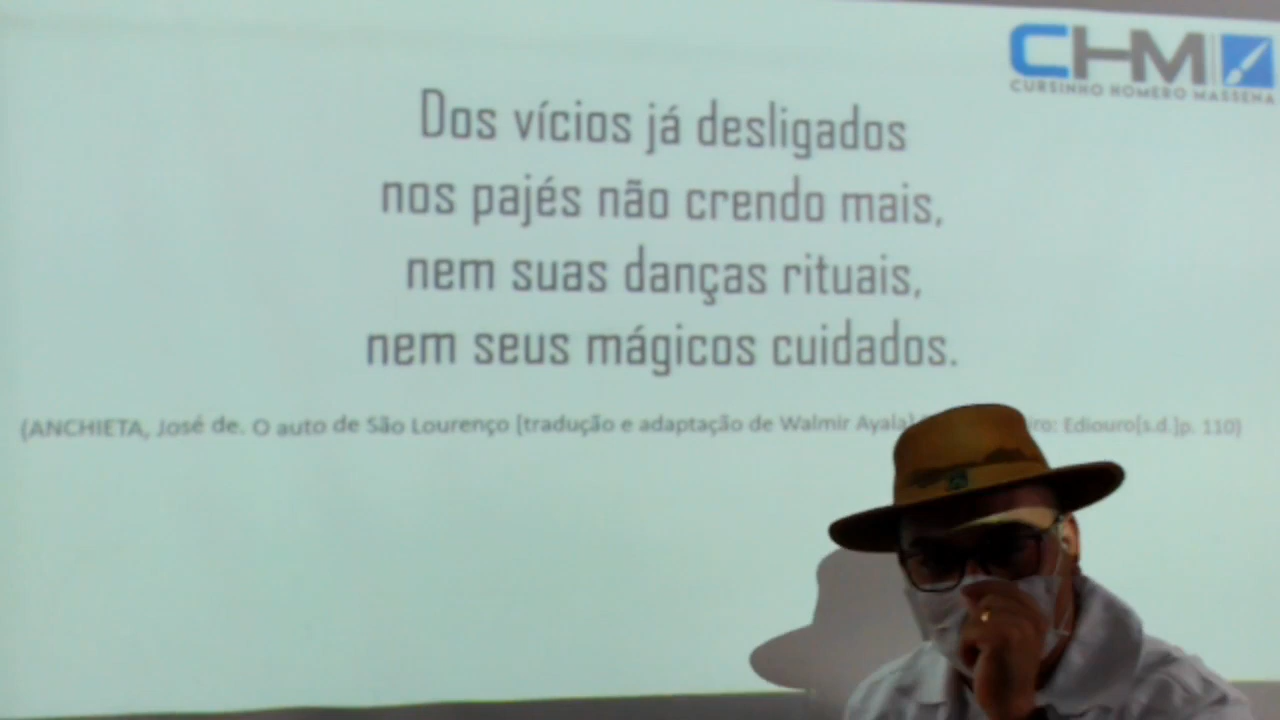 CHM
CURSINHO HOMERO MASSENA
Dos vícios já desligados
nos pajés não crendo mais,
nem suas danças rituais,
nem seus mágicos cuidados.
(ANCHIETA, José de. O auto de São Lourenço [tradução e adaptação de Walmir Ayala] ro: Ediouro[s.d.]p. 110)